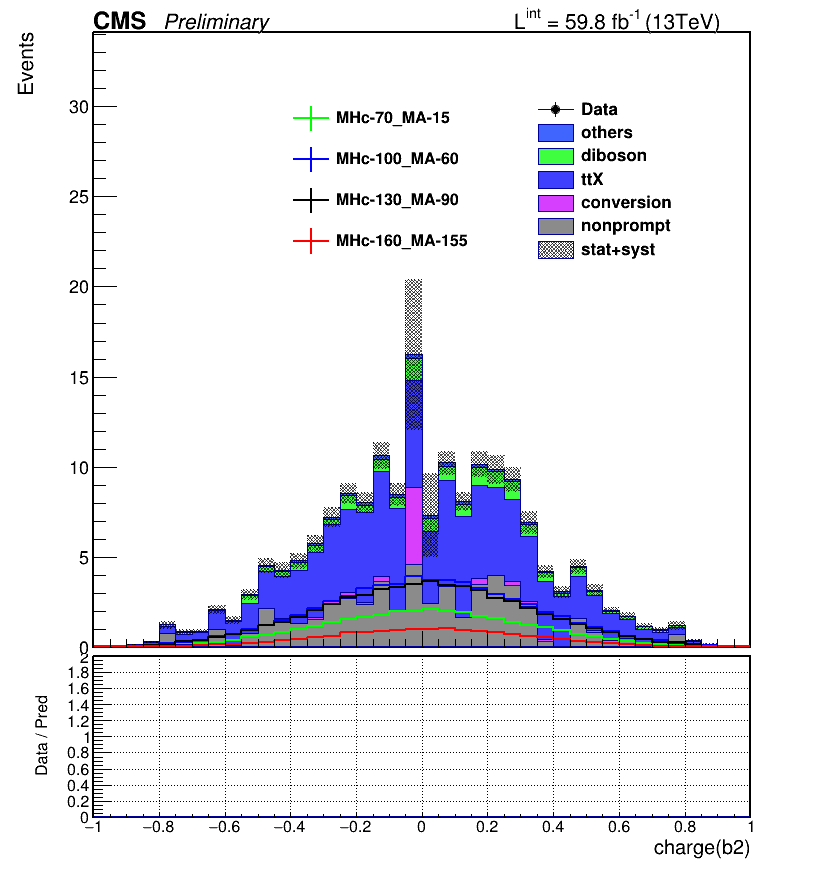 CMS Preliminary
L^int = 59.8 fb^-1 (13TeV)
Events
MHc-70_MA-15
MHc-100_MA-60
MHc-130_MA-90
MHc-160_MA-155
Data
others
diboson
ttX
conversion
nonprompt
stat+syst
30
25
20
15
10
5
0
Data / Pred
2
1.8
1.6
1.4
1.2
1
0.8
0.6
0.4
0.2
0
−1 −0.8 −0.6 −0.4 −0.2 0 0.2 0.4 0.6 0.8 1
charge(b2)